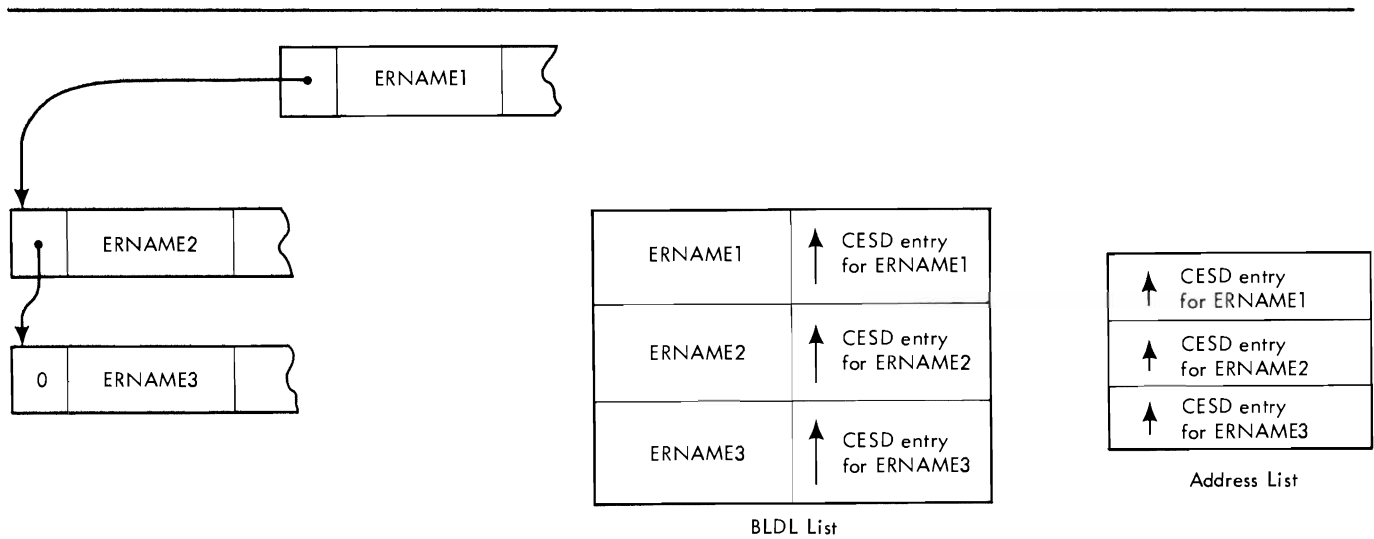 ERNAME1
ERNAME2
0 ERNAME3
ERNAME1
CESD entry
for ERNAME1
ERNAME2
CESD entry
for ERNAME2
ERNAME3
CESD entry
for ERNAME3
BLDL List
CESD entry
for ERNAME1
CESD entry
for ERNAME2
CESD entry
for ERNAME3
Address List